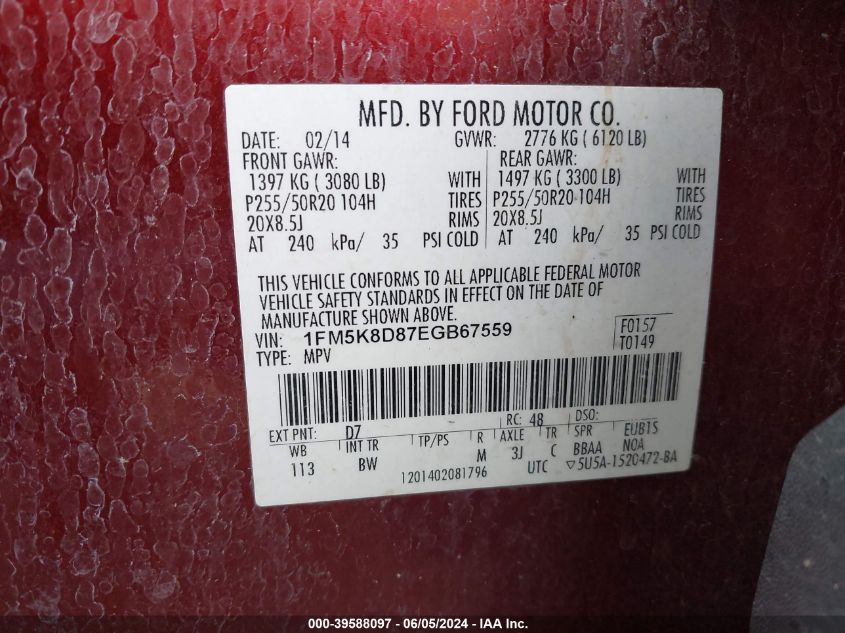 MFD. BY FORD MOTOR CO.
DATE: 02/14 GVWR: 2776 KG ( 6120 LB)
FRONT GAWR: REAR GAWR:
1397 KG ( 3080 LB) WITH 1497 KG ( 3300 LB) WITH
P255/50R20 104H TIRES P255/50R20 104H TIRES
20X8.5J RIMS 20X8.5J RIMS
AT 240 kPa/ 35 PSI COLD AT 240 kPa/ 35 PSI COLD
THIS VEHICLE CONFORMS TO ALL APPLICABLE FEDERAL MOTOR
VEHICLE SAFETY STANDARDS IN EFFECT ON THE DATE OF
MANUFACTURE SHOWN ABOVE.
VIN: 1FM5K8D87EGB67559 F0157
TYPE: MPV T0149
EXT PNT: D7 RC: 48 DSO:
WB INT TR TP/PS R AXLE TR SPR EUB1S
113 BW M 3J C BBAA NOA
1201402081796 UTC ▽5U5A-1520472-BA
000-39588097 - 06/05/2024 - IAA Inc.